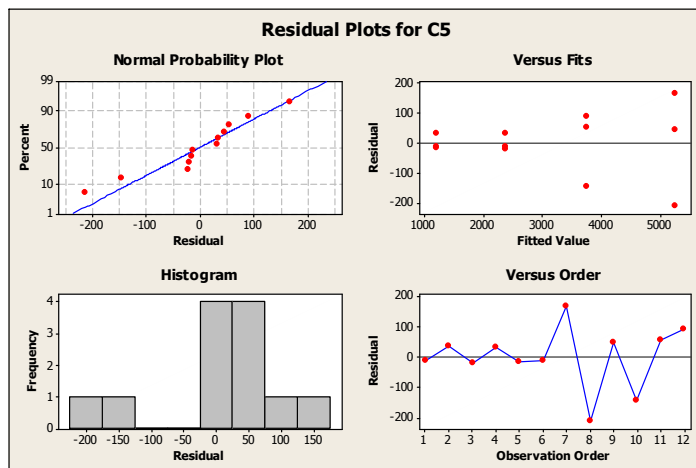 Residual Plots for C5
Normal Probability Plot
99
90
50
10
1
Percent
-200 -100 0 100 200
Residual
Versus Fits
200
100
0
-100
-200
Residual
1000 2000 3000 4000 5000
Fitted Value
Histogram
4
3
2
1
0
Frequency
-200 -150 -100 -50 0 50 100 150
Residual
Versus Order
200
100
0
-100
-200
Residual
1 2 3 4 5 6 7 8 9 10 11 12
Observation Order